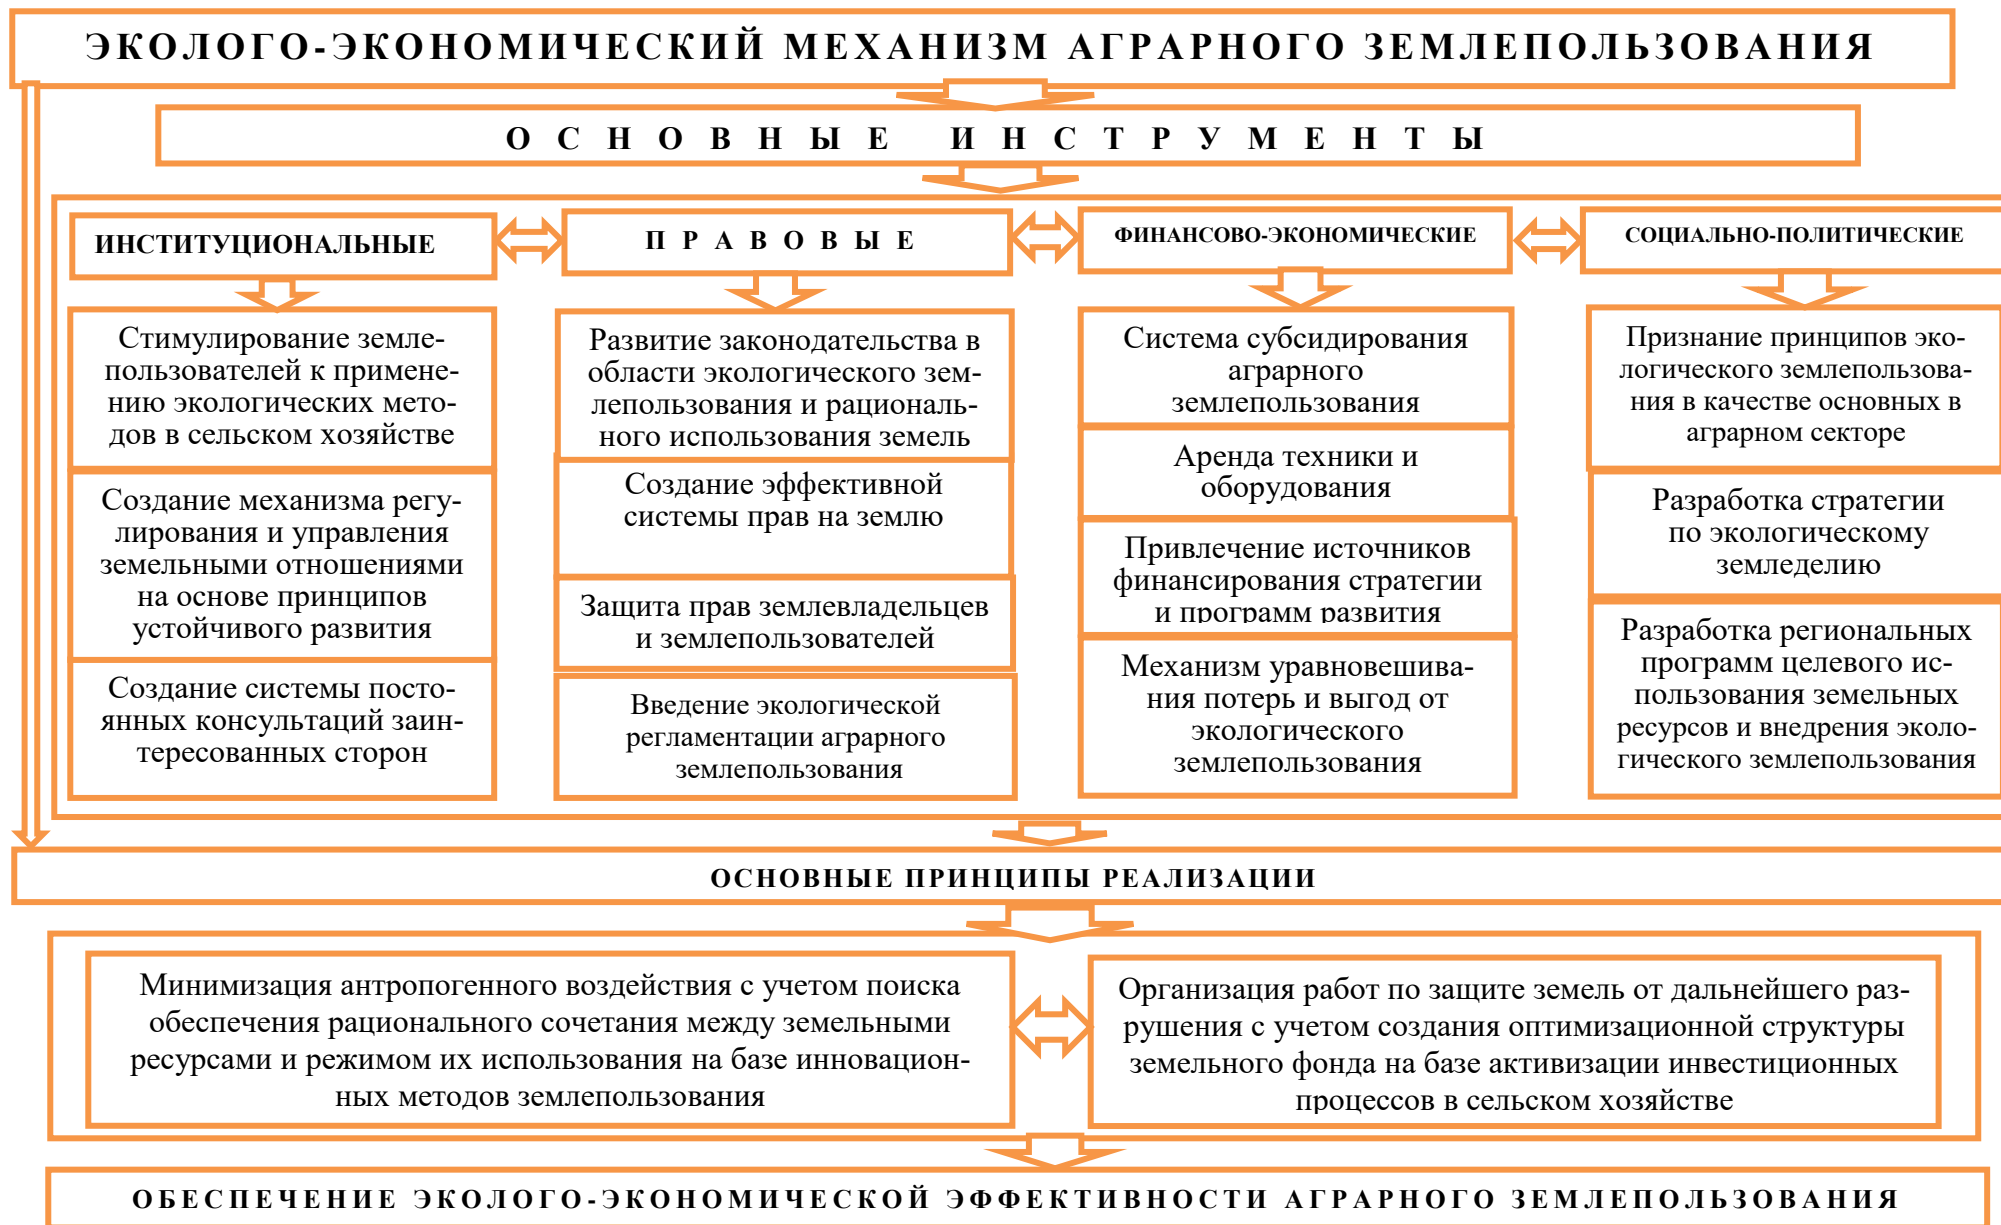 ЭКОЛОГО-ЭКОНОМИЧЕСКИЙ МЕХАНИЗМ АГРАРНОГО ЗЕМЛЕПОЛЬЗОВАНИЯ
ОСНОВНЫЕ ИНСТРУМЕНТЫ
ИНСТИТУЦИОНАЛЬНЫЕ
Стимулирование земле-
пользователей к примене-
нию экологических мето-
дов в сельском хозяйстве
Создание механизма регу-
лирования и управления
земельными отношениями
на основе принципов
устойчивого развития
Создание системы посто-
янных консультаций заин-
тересованных сторон
ПРАВОВЫЕ
Развитие законодательства в
области экологического зем-
лепользования и рациональ-
ного использования земель
Создание эффективной
системы прав на землю
Защита прав землевладельцев
и землепользователей
Введение экологической
регламентации аграрного
землепользования
ФИНАНСОВО-ЭКОНОМИЧЕСКИЕ
Система субсидирования
аграрного
землепользования
Аренда техники и
оборудования
Привлечение источников
финансирования стратегии
и программ развития
Механизм уравновешива-
ния потерь и выгод от
экологического
землепользования
СОЦИАЛЬНО-ПОЛИТИЧЕСКИЕ
Признание принципов эко-
логического землепользова-
ния в качестве основных в
аграрном секторе
Разработка стратегии
по экологическому
земледелию
Разработка региональных
программ целевого ис-
пользования земельных
ресурсов и внедрения эколо-
гического землепользования
ОСНОВНЫЕ ПРИНЦИПЫ РЕАЛИЗАЦИИ
Минимизация антропогенного воздействия с учетом поиска
обеспечения рационального сочетания между земельными
ресурсами и режимом их использования на базе инновацион-
ных методов землепользования
Организация работ по защите земель от дальнейшего раз-
рушения с учетом создания оптимизационной структуры
земельного фонда на базе активизации инвестиционных
процессов в сельском хозяйстве
ОБЕСПЕЧЕНИЕ ЭКОЛОГО-ЭКОНОМИЧЕСКОЙ ЭФФЕКТИВНОСТИ АГРАРНОГО ЗЕМЛЕПОЛЬЗОВАНИЯ